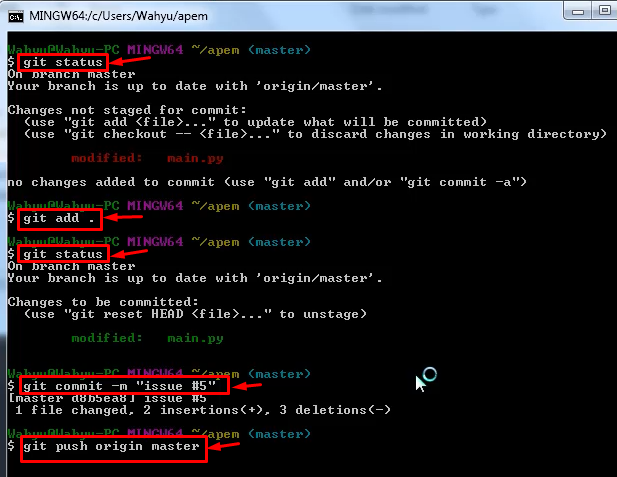 MINGW64:/c/Users/Wahyu/apem
Wahyu@Wahyu-PC MINGW64 ~/apem (master)
$ git status
On branch master
Your branch is up to date with 'origin/master'.
Changes not staged for commit:
(use "git add <file>..." to update what will be committed)
(use "git checkout -- <file>..." to discard changes in working directory)
modified: main.py
no changes added to commit (use "git add" and/or "git commit -a")
Wahyu@Wahyu-PC MINGW64 ~/apem (master)
$ git add .
Wahyu@Wahyu-PC MINGW64 ~/apem (master)
$ git status
On branch master
Your branch is up to date with 'origin/master'.
Changes to be committed:
(use "git reset HEAD <file>..." to unstage)
modified: main.py
Wahyu@Wahyu-PC MINGW64 ~/apem (master)
$ git commit -m "issue #5"
[master d8b5ea8] issue #5
1 file changed, 2 insertions(+), 3 deletions(-)
Wahyu@Wahyu-PC MINGW64 ~/apem (master)
$ git push origin master